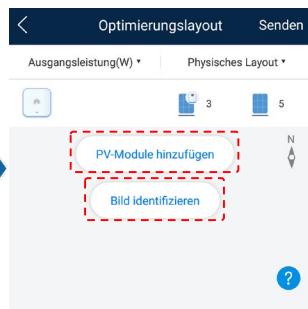 Optimierungslayout Senden
Ausgangsleistung(W) Physisches Layout
3 5
N
PV-Module hinzufügen
Bild identifizieren
?